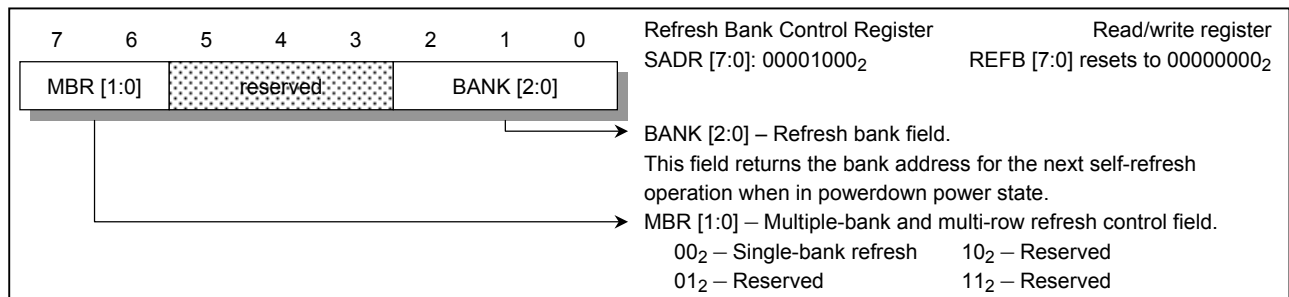 7 6 5 4 3 2 1 0
MBR [1:0] reserved BANK [2:0]
Refresh Bank Control Register Read/write register
SADR [7:0]: 00001000₂ REFB [7:0] resets to 00000000₂
BANK [2:0] – Refresh bank field.
This field returns the bank address for the next self-refresh
operation when in powerdown power state.
MBR [1:0] – Multiple-bank and multi-row refresh control field.
00₂ – Single-bank refresh 10₂ – Reserved
01₂ – Reserved 11₂ – Reserved